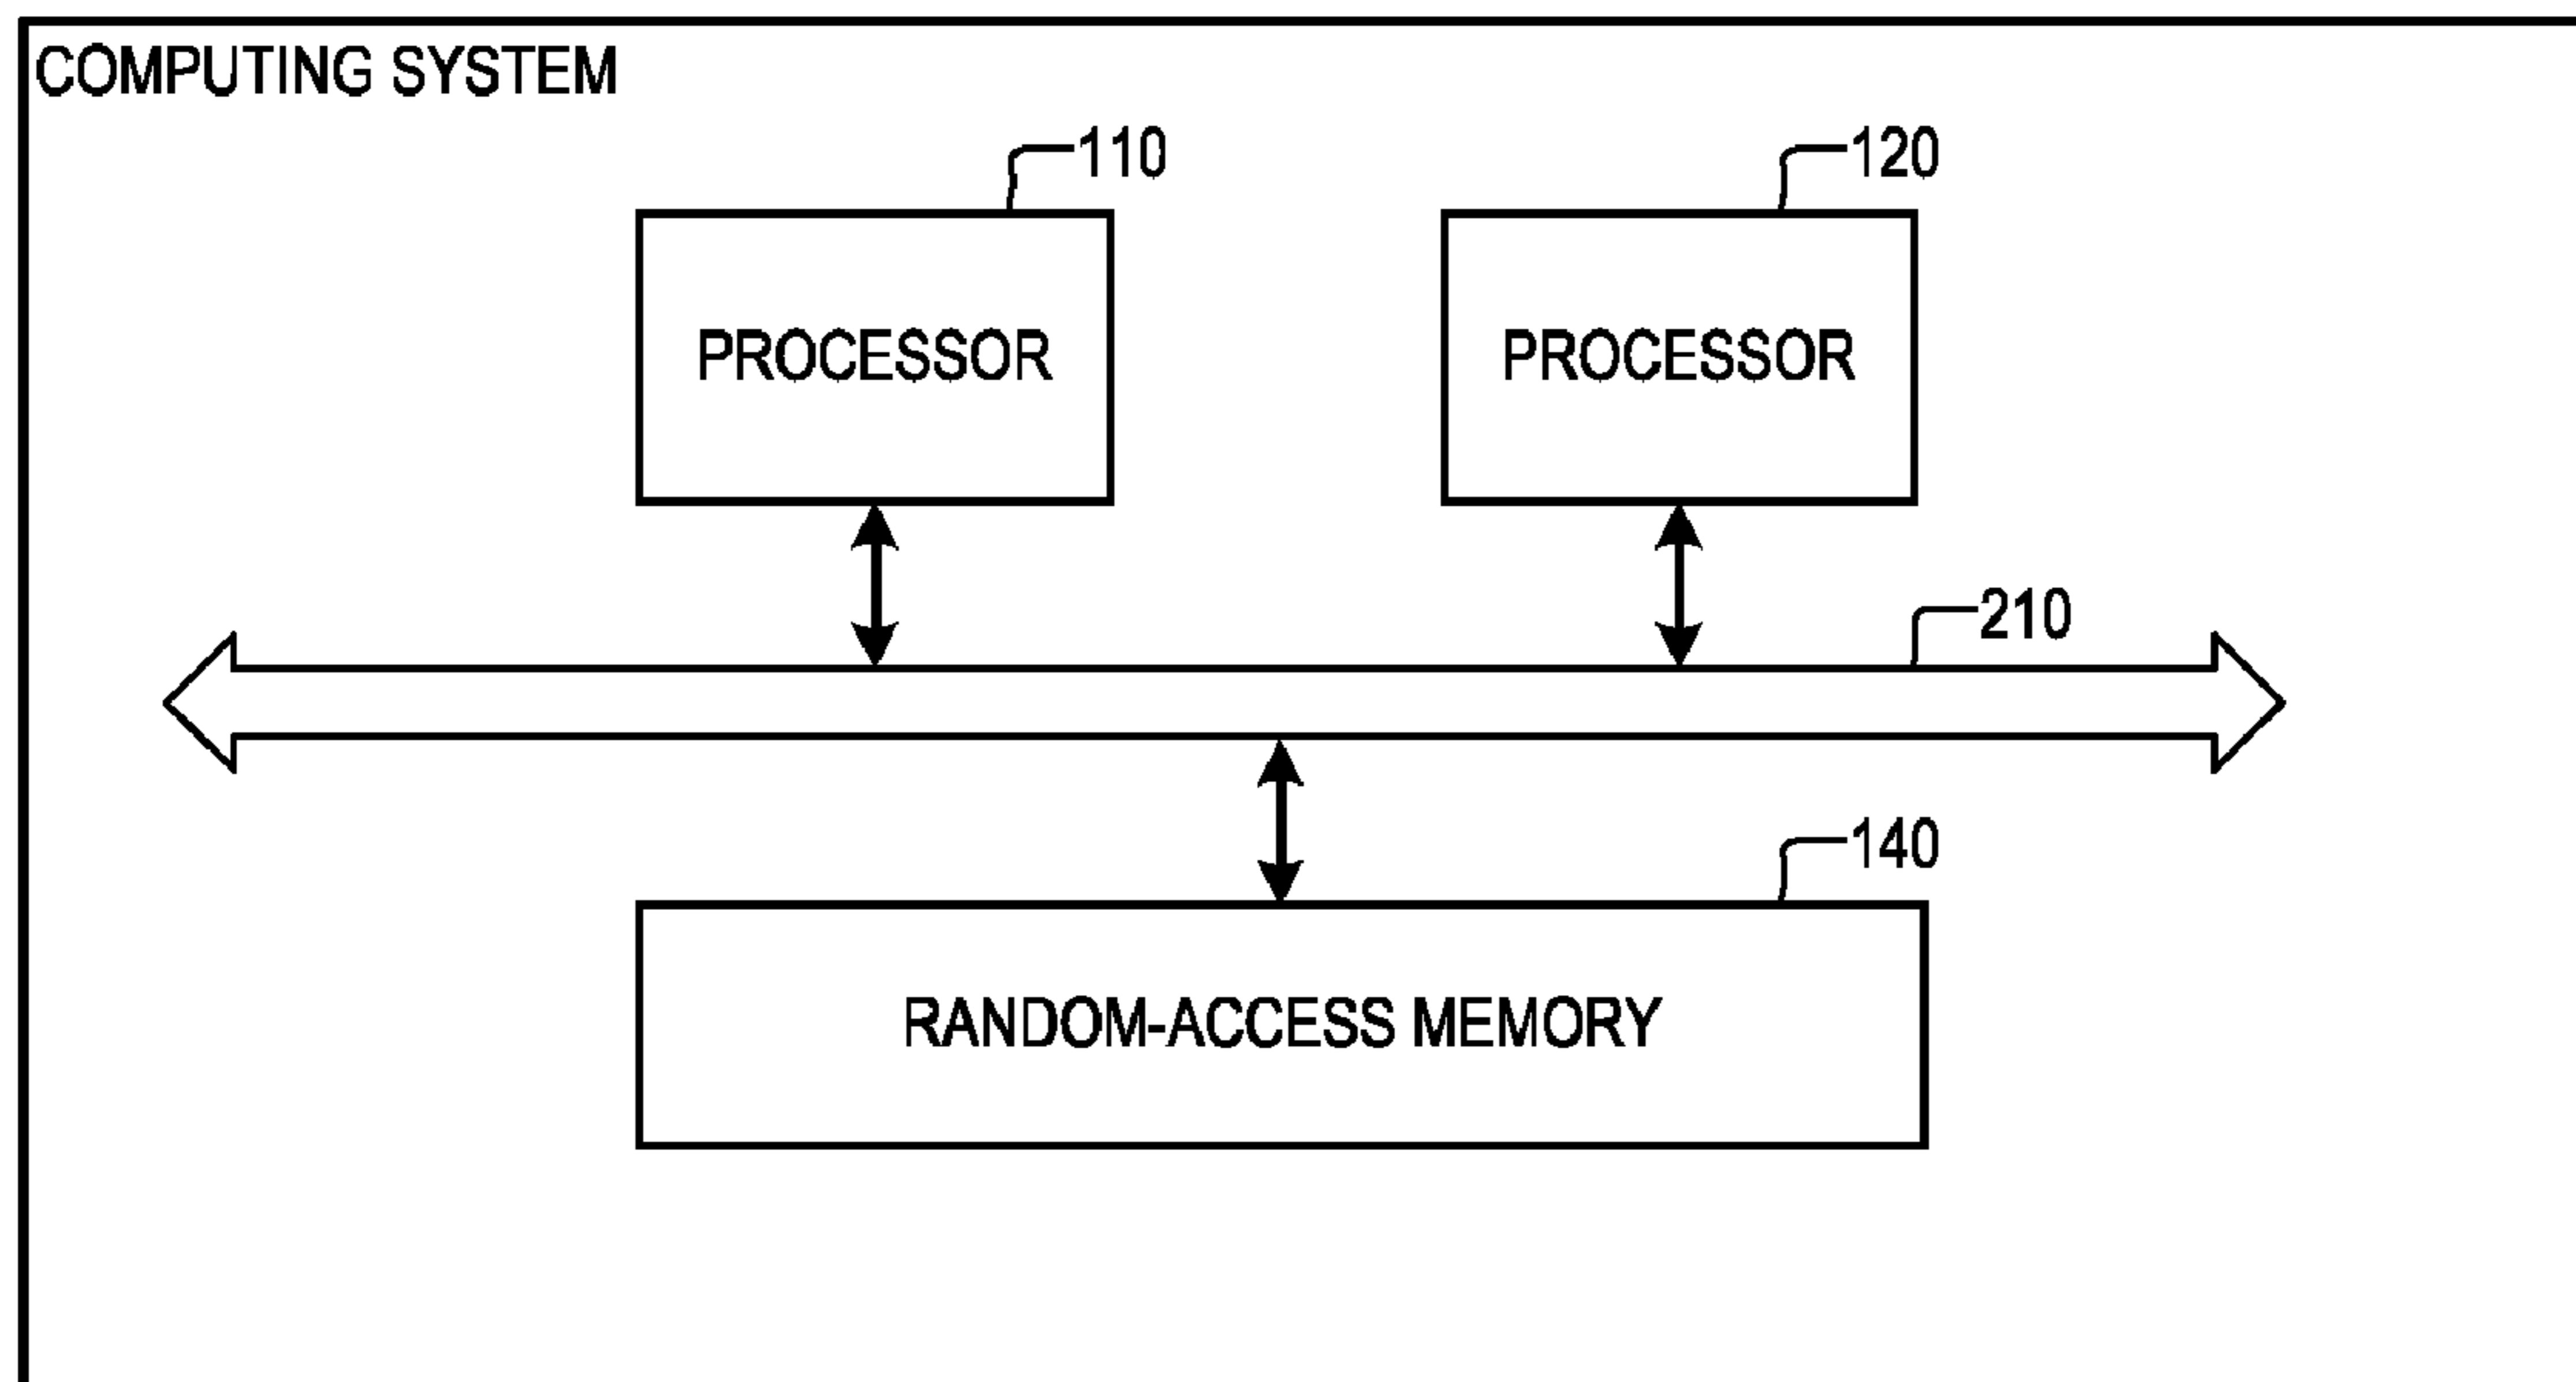 COMPUTING SYSTEM
110
120
PROCESSOR
PROCESSOR
210
140
RANDOM-ACCESS MEMORY